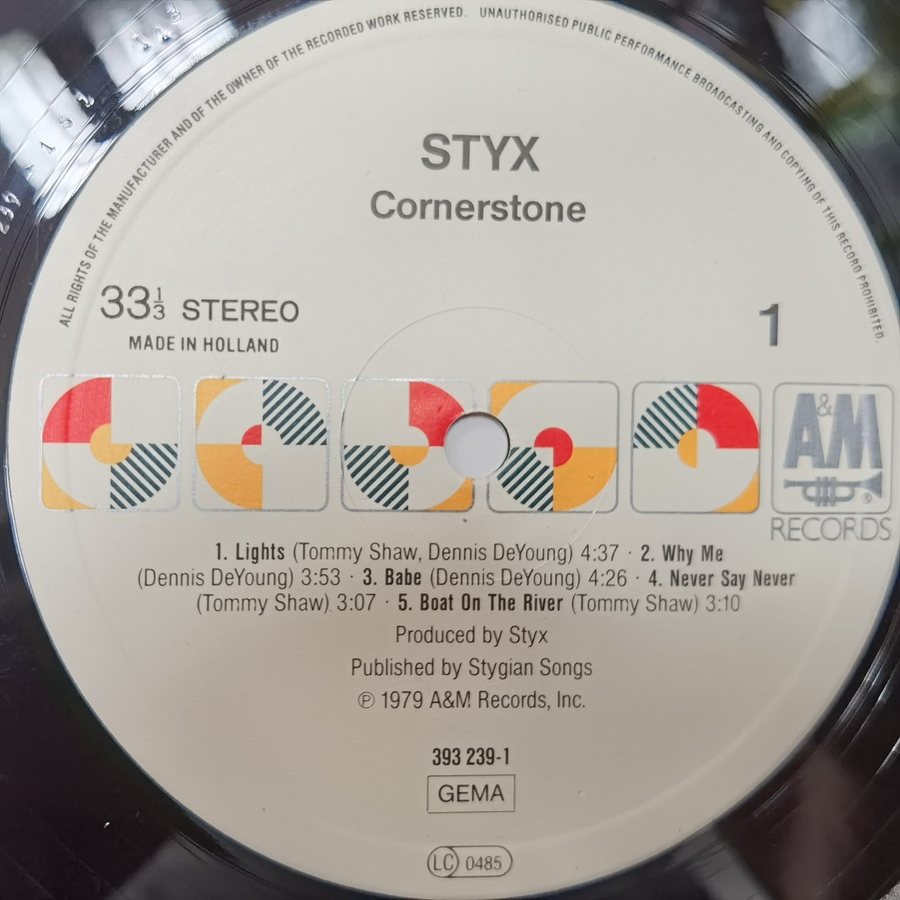 ALL RIGHTS OF THE MANUFACTURER AND OF THE OWNER OF THE RECORDED WORK RESERVED. UNAUTHORISED PUBLIC PERFORMANCE BROADCASTING AND COPYING OF THIS RECORD PROHIBITED.
STYX
Cornerstone
33⅓ STEREO
MADE IN HOLLAND
1
A&M
RECORDS
1. Lights (Tommy Shaw, Dennis DeYoung) 4:37 · 2. Why Me
(Dennis DeYoung) 3:53 · 3. Babe (Dennis DeYoung) 4:26 · 4. Never Say Never
(Tommy Shaw) 3:07 · 5. Boat On The River (Tommy Shaw) 3:10
Produced by Styx
Published by Stygian Songs
℗ 1979 A&M Records, Inc.
393 239-1
GEMA
LC 0485